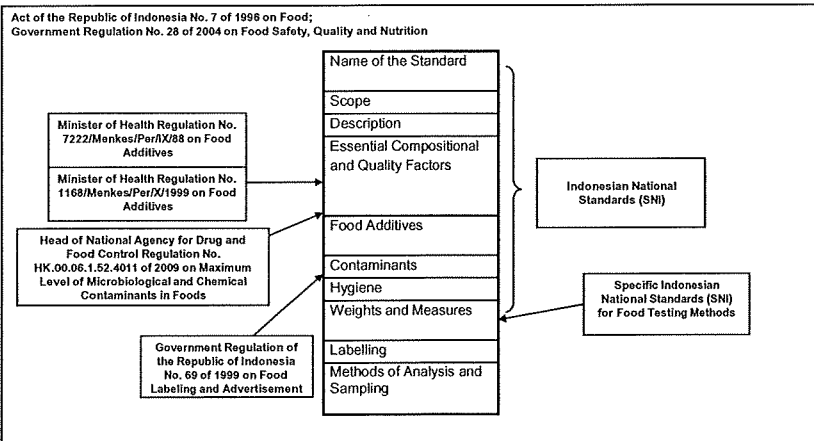 Act of the Republic of Indonesia No. 7 of 1996 on Food;
Government Regulation No. 28 of 2004 on Food Safety, Quality and Nutrition
Name of the Standard
Scope
Description
Essential Compositional
and Quality Factors
Food Additives
Contaminants
Hygiene
Weights and Measures
Labelling
Methods of Analysis and
Sampling
Minister of Health Regulation No.
7222/Menkes/Per/IX/88 on Food
Additives
Minister of Health Regulation No.
1168/Menkes/Per/X/1999 on Food
Additives
Head of National Agency for Drug and
Food Control Regulation No.
HK.00.06.1.52.4011 of 2009 on Maximum
Level of Microbiological and Chemical
Contaminants in Foods
Government Regulation of
the Republic of Indonesia
No. 69 of 1999 on Food
Labeling and Advertisement
Indonesian National
Standards (SNI)
Specific Indonesian
National Standards (SNI)
for Food Testing Methods